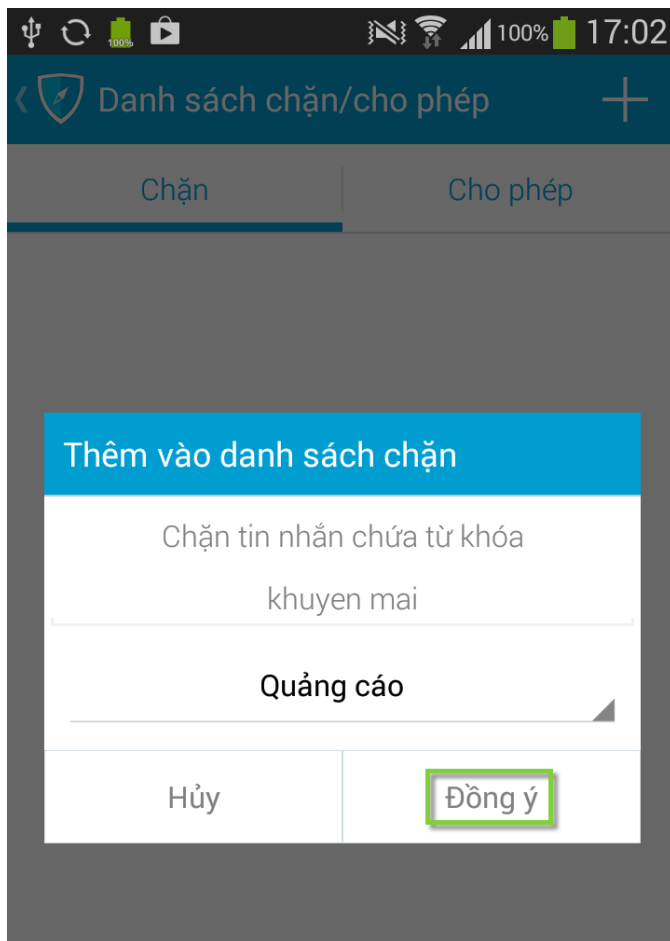 100% 100% 17:02
Danh sách chặn/cho phép
Chặn Cho phép
Thêm vào danh sách chặn
Chặn tin nhắn chứa từ khóa
khuyen mai
Quảng cáo
Hủy Đồng ý